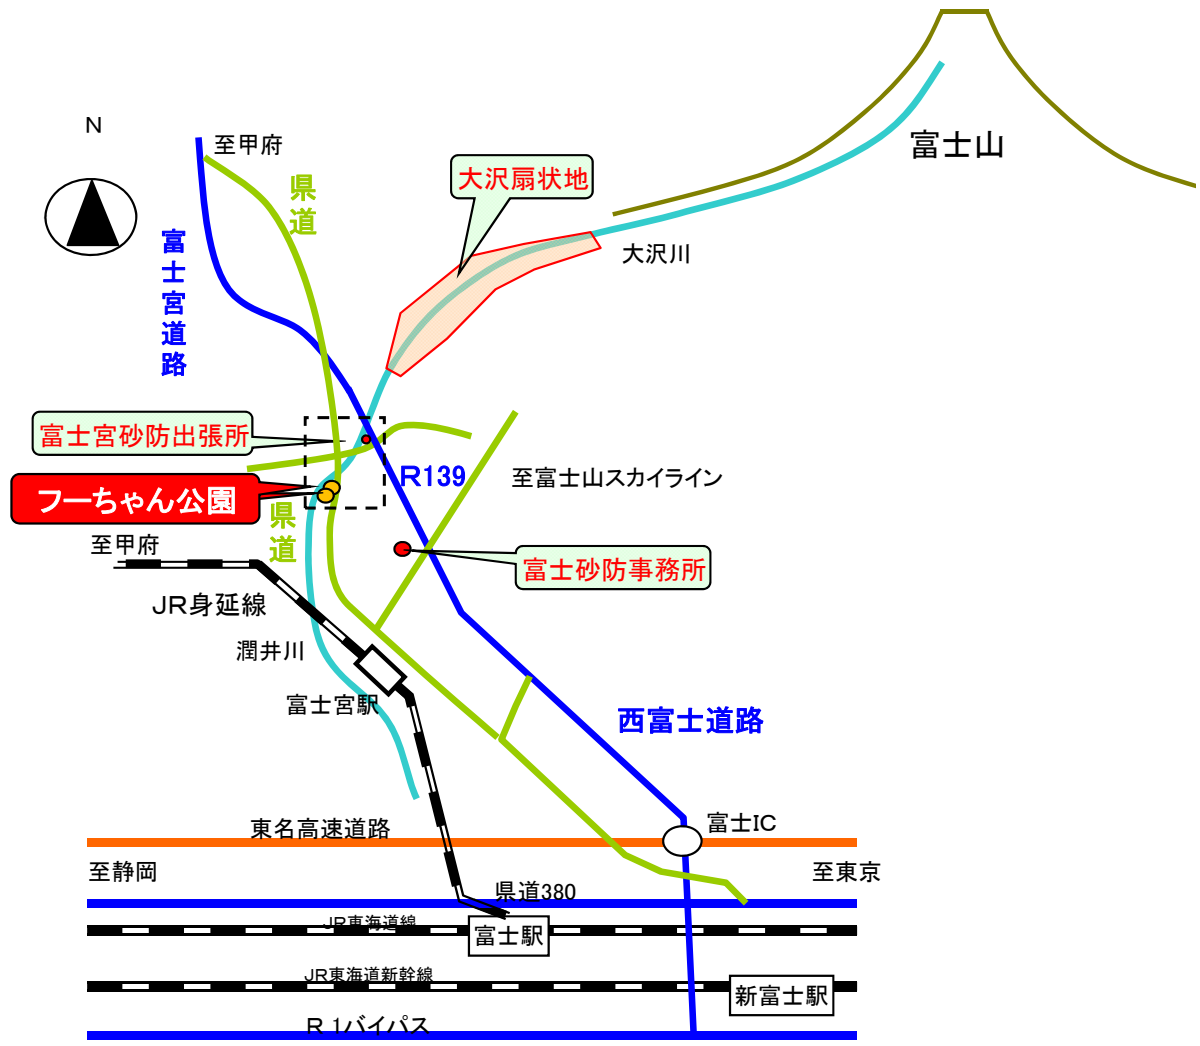 N
至甲府
富士山
県道
大沢扇状地
富士宮道路
大沢川
富士宮砂防出張所
R139
至富士山スカイライン
フーちゃん公園
県道
至甲府
富士砂防事務所
JR身延線
潤井川
富士宮駅
西富士道路
富士IC
東名高速道路
至静岡
至東京
県道380
JR東海道線
富士駅
JR東海道新幹線
新富士駅
R 1バイパス